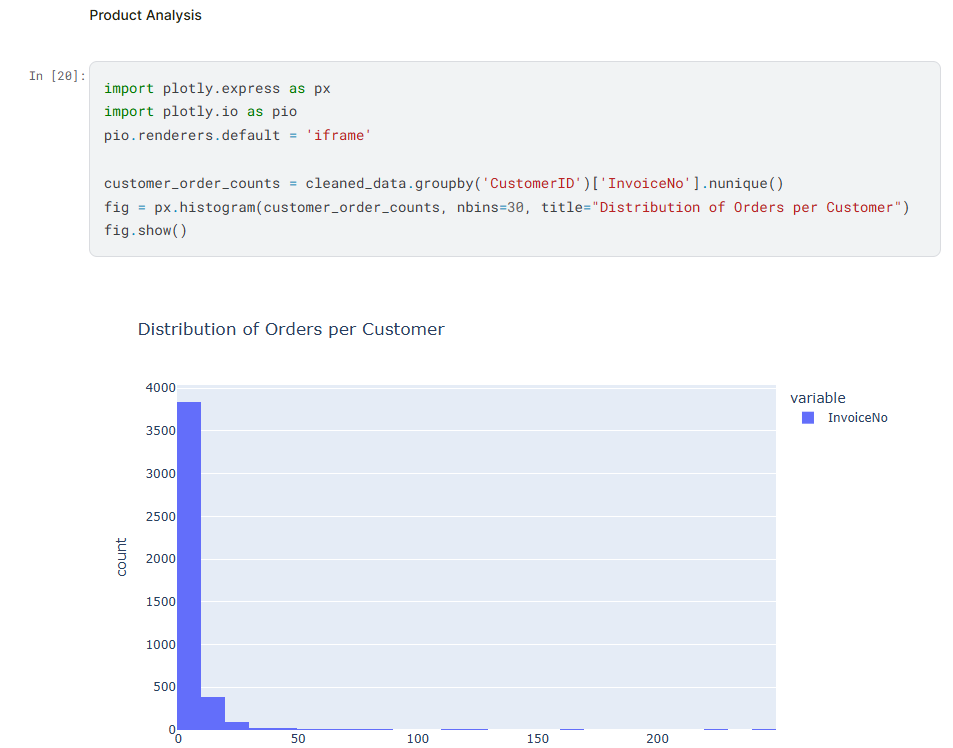 Product Analysis
In [20]:
import plotly.express as px
import plotly.io as pio
pio.renderers.default = 'iframe'
customer_order_counts = cleaned_data.groupby('CustomerID')['InvoiceNo'].nunique()
fig = px.histogram(customer_order_counts, nbins=30, title="Distribution of Orders per Customer")
fig.show()
Distribution of Orders per Customer
4000
3500
3000
2500
2000
1500
1000
500
0
count
0 50 100 150 200
variable
InvoiceNo